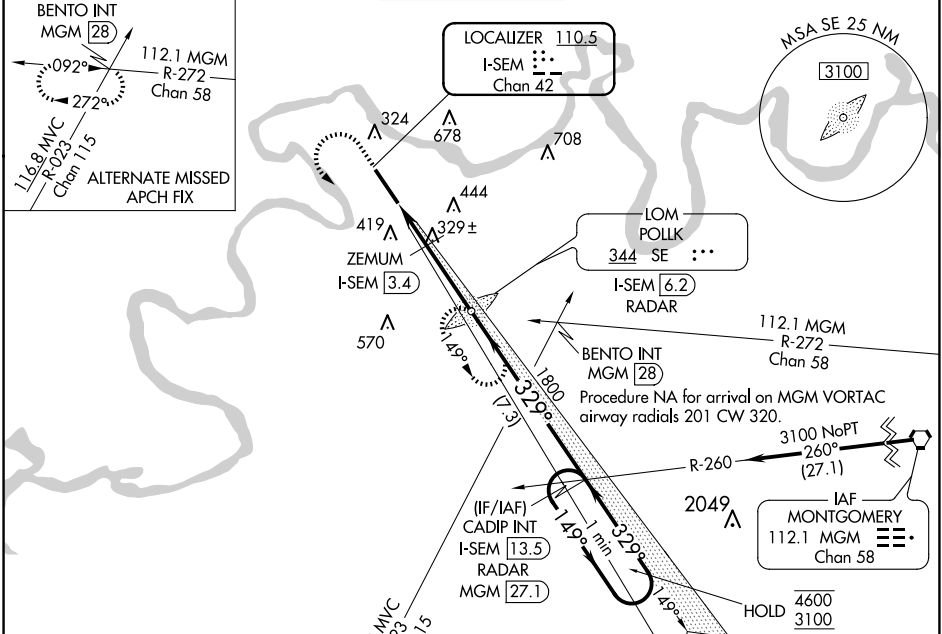 BENTO INT
MGM 28
112.1 MGM
R-272
Chan 58
092°
272°
116.8 MVC
R-023
Chan 115
ALTERNATE MISSED
APCH FIX
LOCALIZER 110.5
I-SEM
Chan 42
MSA SE 25 NM
3100
324
678
708
444
419
329±
ZEMUM
I-SEM 3.4
LOM
POLLK
344 SE
I-SEM 6.2
RADAR
570
149°
(7.3)
329°
1800
112.1 MGM
R-272
Chan 58
BENTO INT
MGM 28
Procedure NA for arrival on MGM VORTAC
airway radials 201 CW 320.
3100 NoPT
260°
(27.1)
R-260
2049
IAF
MONTGOMERY
112.1 MGM
Chan 58
(IF/IAF)
CADIP INT
I-SEM 13.5
RADAR
MGM 27.1
149°
1 min
329°
149°
HOLD 4600
3100
MVC
15